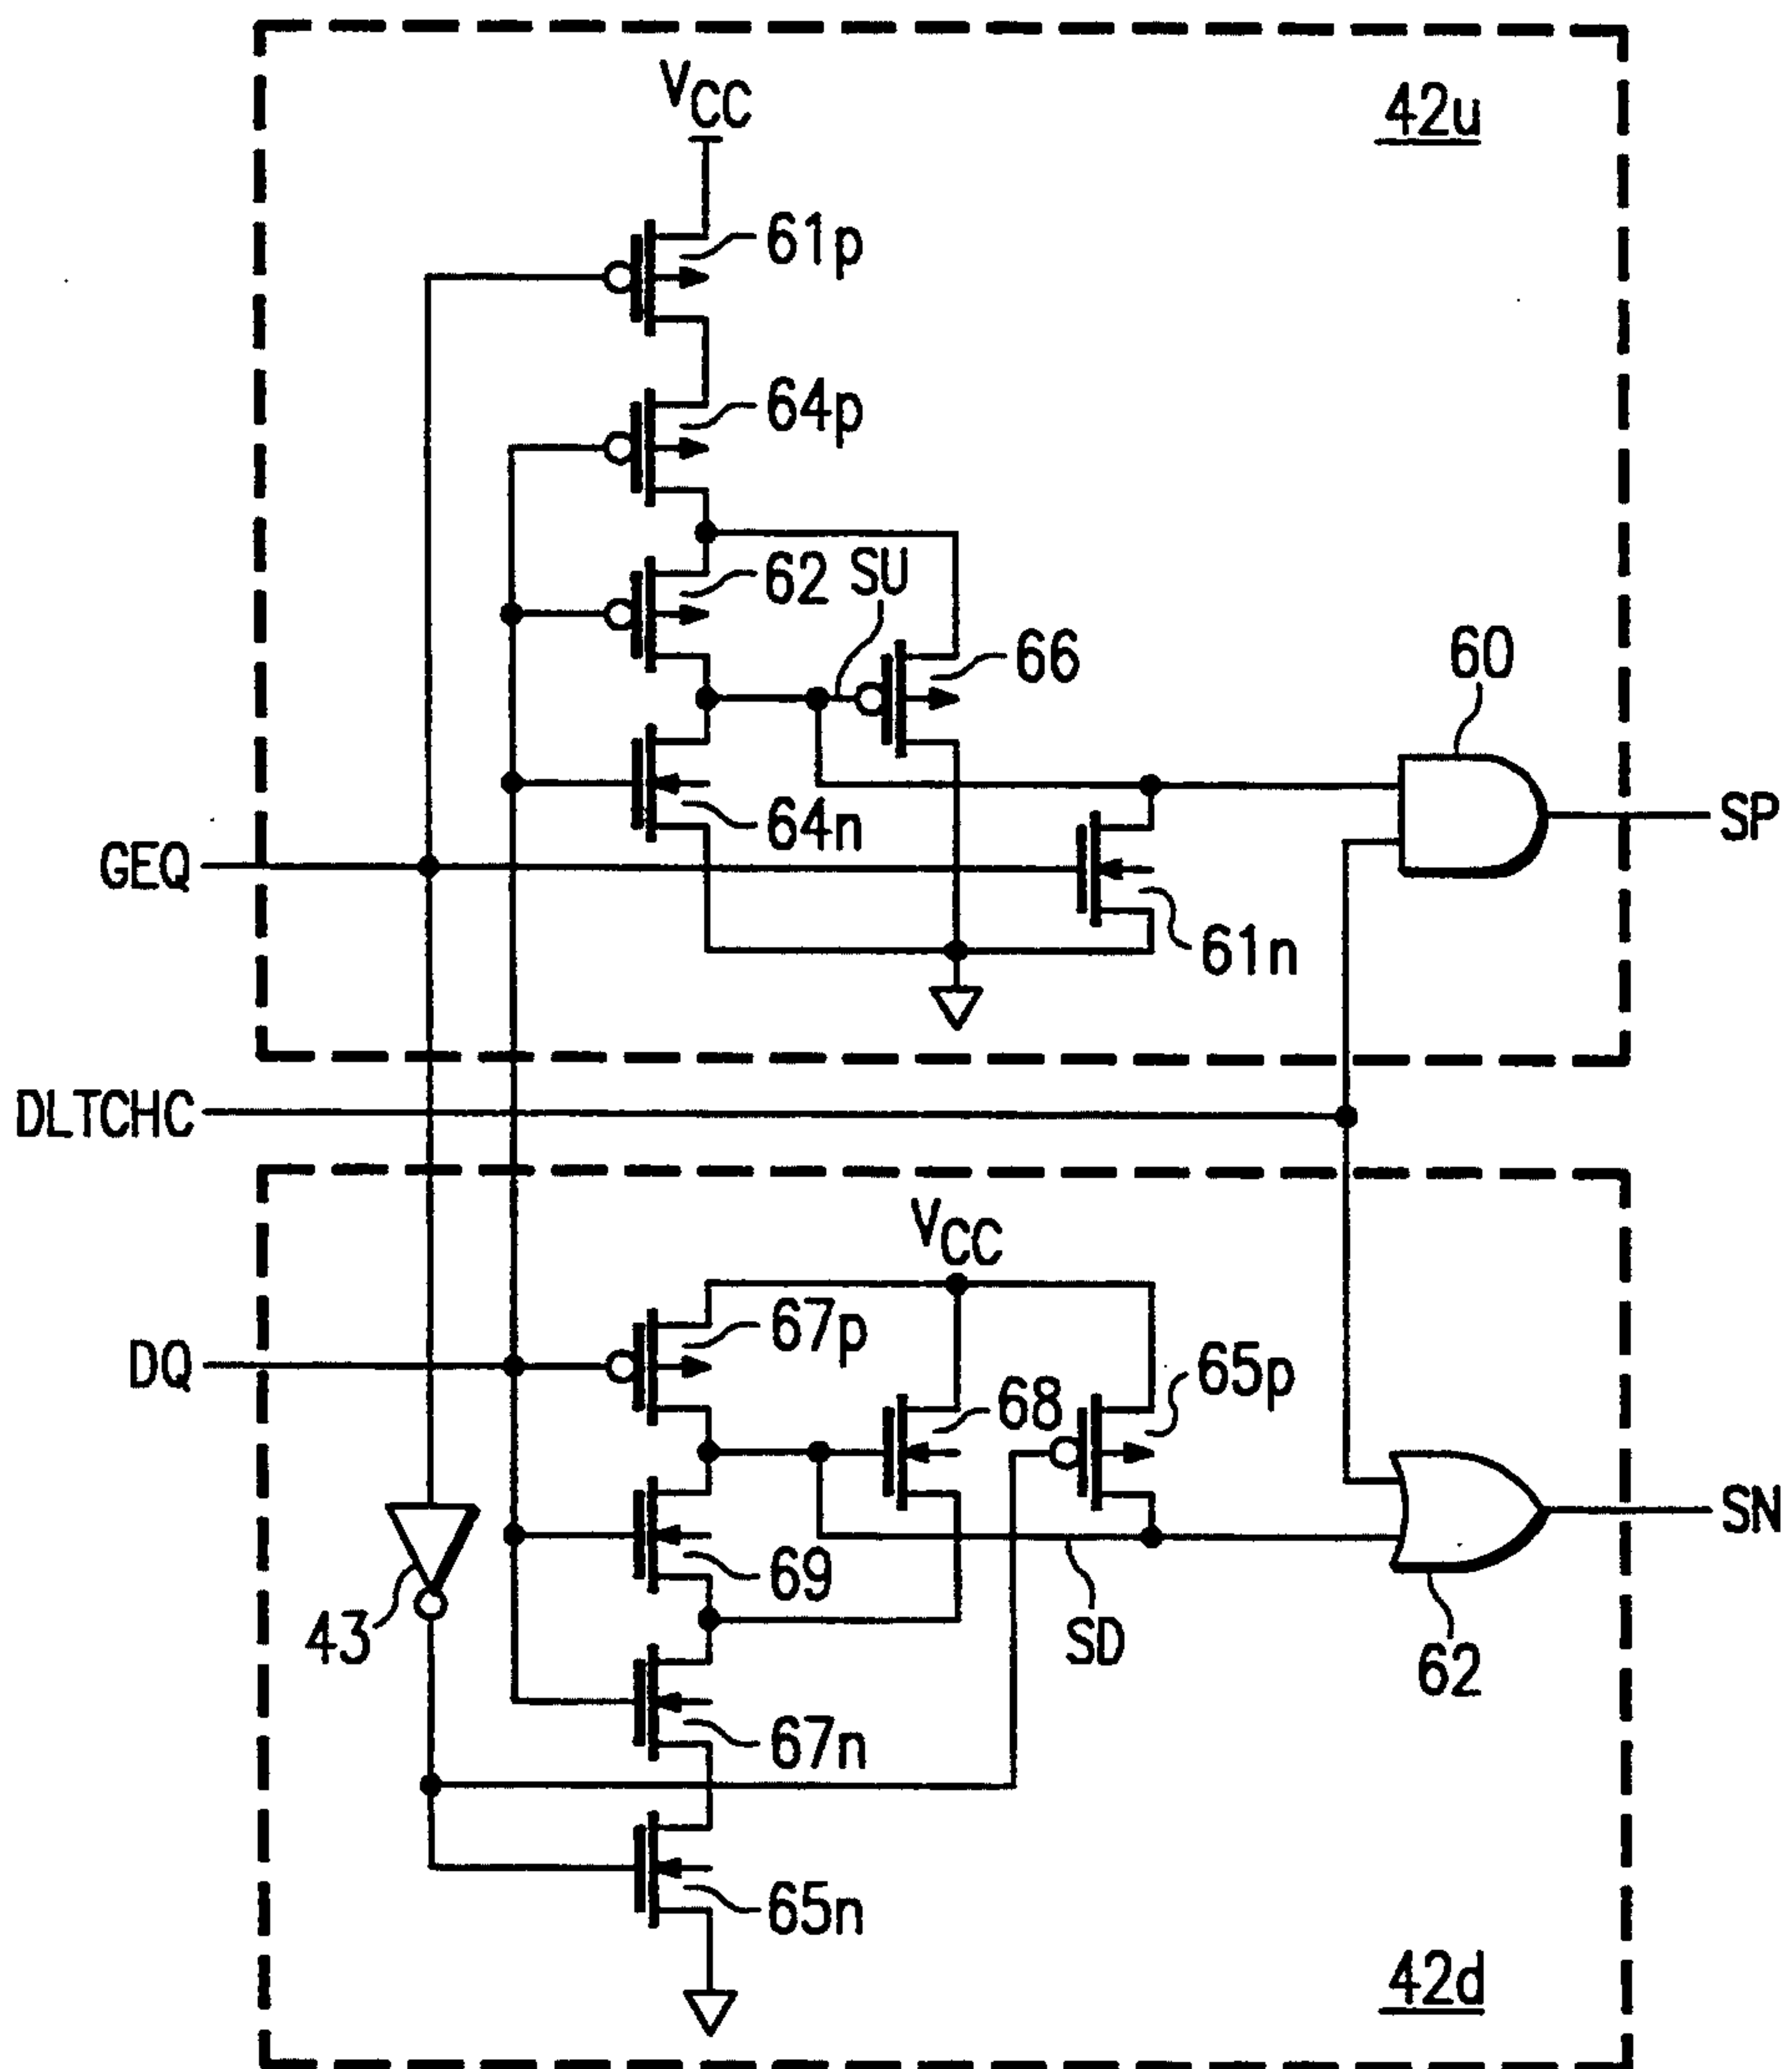 VCC
42u
61p
64p
62
SU
66
60
64n
GEQ
SP
61n
DLTCHC
VCC
67p
DQ
65p
68
69
SN
43
SD
62
67n
65n
42d